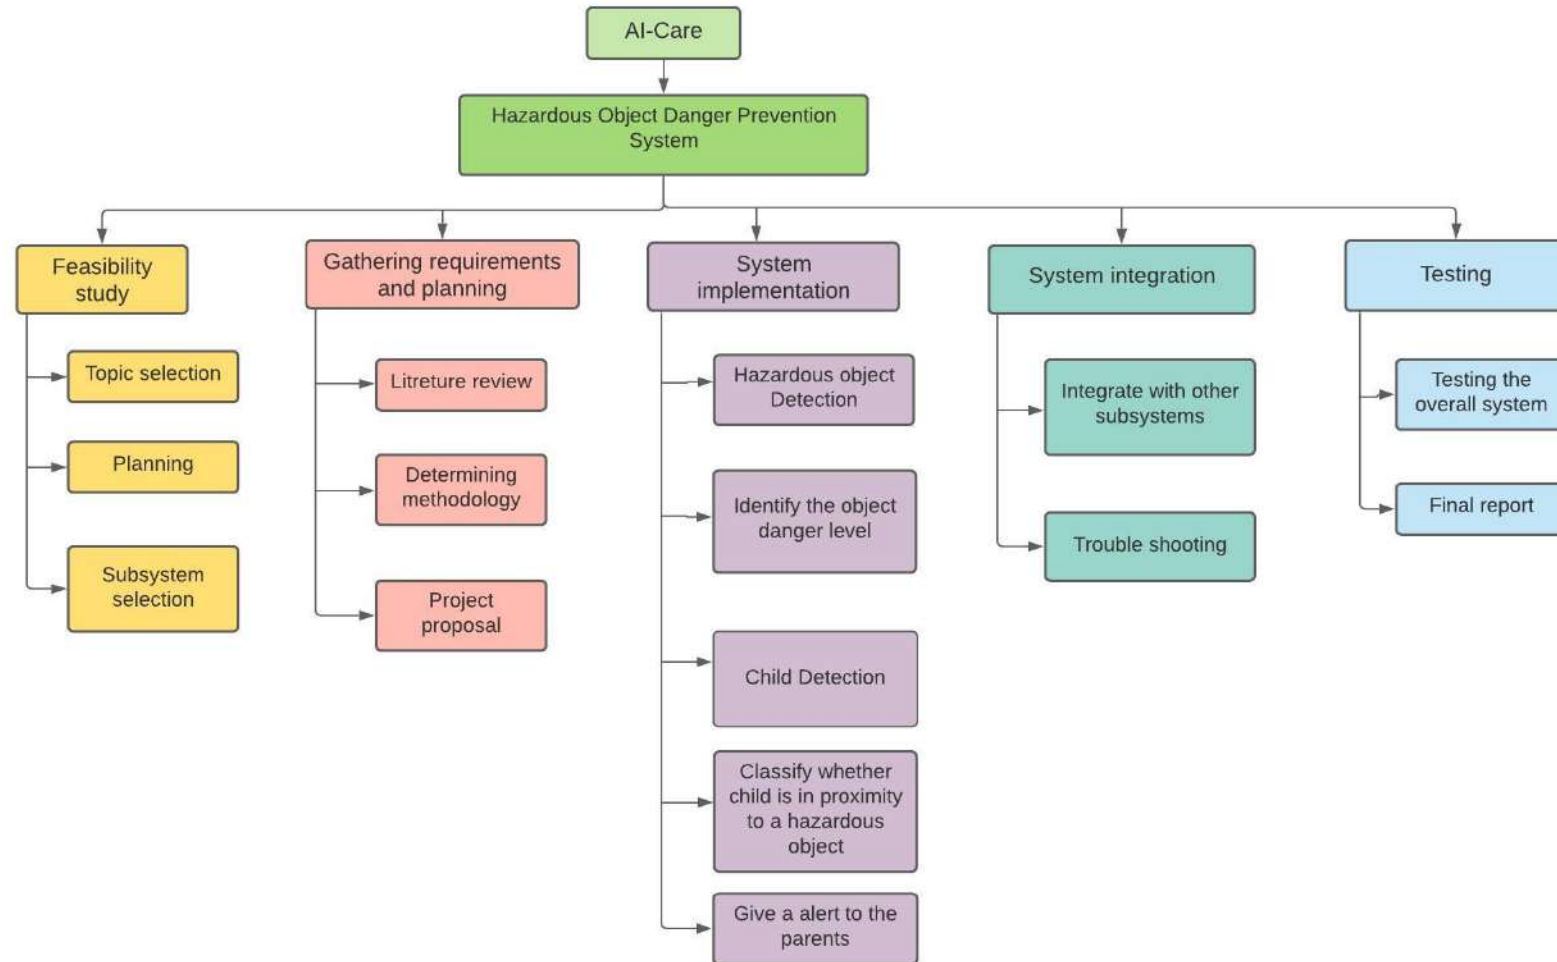 AI-Care
Hazardous Object Danger Prevention
System
Feasibility
study
Topic selection
Planning
Subsystem
selection
Gathering requirements
and planning
Litreture review
Determining
methodology
Project
proposal
System
implementation
Hazardous object
Detection
Identify the object
danger level
Child Detection
Classify whether
child is in proximity
to a hazardous
object
Give a alert to the
parents
System integration
Integrate with other
subsystems
Trouble shooting
Testing
Testing the
overall system
Final report